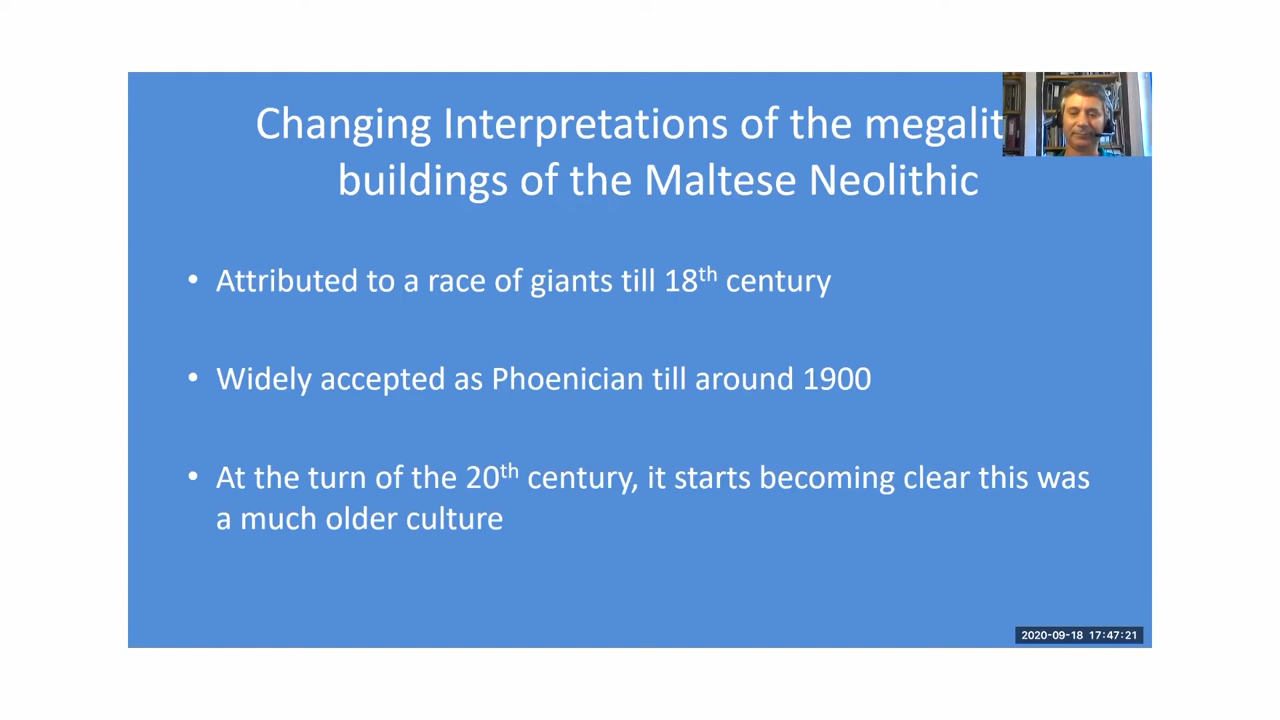 Changing Interpretations of the megalit
buildings of the Maltese Neolithic
• Attributed to a race of giants till 18th century
• Widely accepted as Phoenician till around 1900
• At the turn of the 20th century, it starts becoming clear this was
a much older culture
2020-09-18 17:47:21